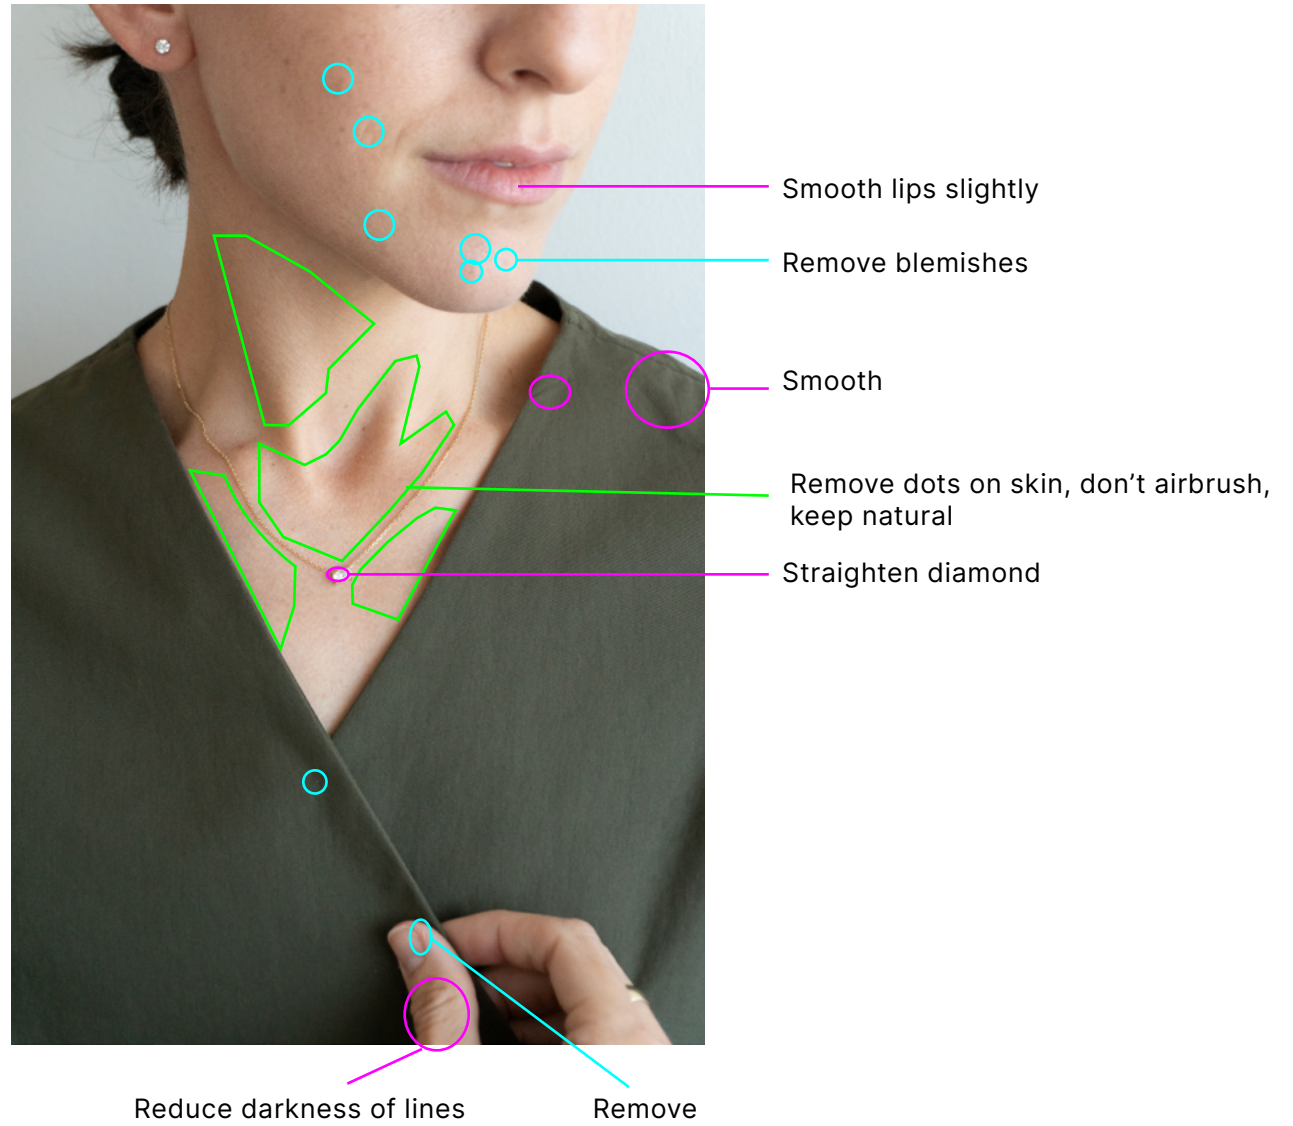 Smooth lips slightly
Remove blemishes
Smooth
Remove dots on skin, don’t airbrush,
keep natural
Straighten diamond
Reduce darkness of lines
Remove